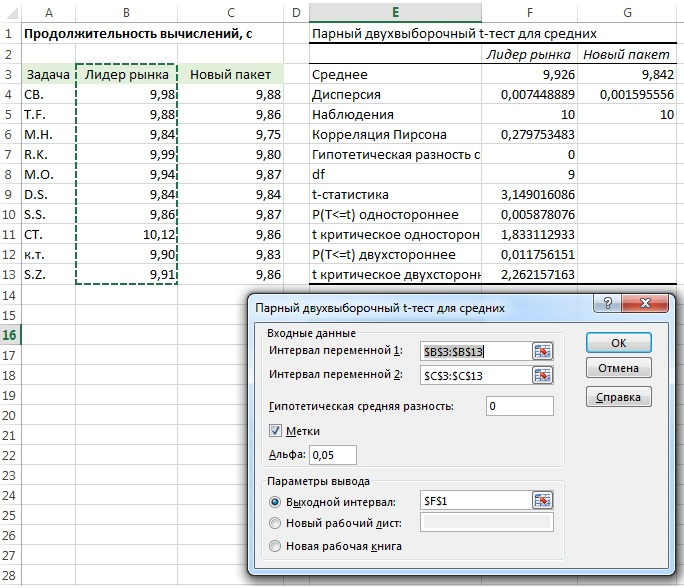 A B C D E F G
1 Продолжительность вычислений, с Парный двухвыборочный t-тест для средних
2 Лидер рынка Новый пакет
3 Задача Лидер рынка Новый пакет Среднее 9,926 9,842
4 СВ. 9,98 9,88 Дисперсия 0,007448889 0,001595556
5 T.F. 9,88 9,86 Наблюдения 10 10
6 М.Н. 9,84 9,75 Корреляция Пирсона 0,279753483
7 R.K. 9,99 9,80 Гипотетическая разность с 0
8 М.О. 9,94 9,87 df 9
9 D.S. 9,84 9,84 t-статистика 3,149016086
10 S.S. 9,86 9,87 P(T<=t) одностороннее 0,005878076
11 СТ. 10,12 9,86 t критическое односторон 1,833112933
12 к.т. 9,90 9,83 P(T<=t) двухстороннее 0,011756151
13 S.Z. 9,91 9,86 t критическое двухсторонн 2,262157163
14
15 Парный двухвыборочный t-тест для средних ?
16 Входные данные
17 Интервал переменной 1: $B$3:$B$13 ОК
18 Интервал переменной 2: $C$3:$C$13 Отмена
19 Справка
20 Гипотетическая средняя разность: 0
21 Метки
22 Альфа: 0,05
23
24 Параметры вывода
25 Выходной интервал: $F$1
26 Новый рабочий лист:
27 Новая рабочая книга
28